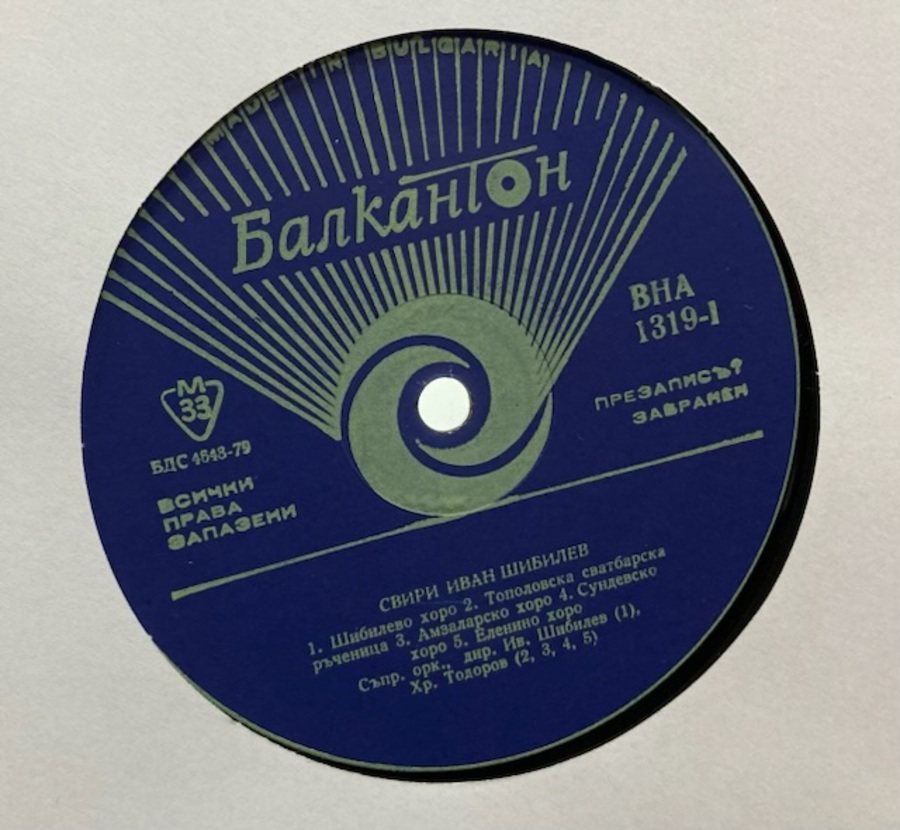 MADE IN BULGARIA
Балкантон
ВНА
1319-I
М
33
БДС 4543-79
ПРЕЗАПИСЪТ
ЗАБРАНЕН
ВСИЧКИ
ПРАВА
ЗАПАЗЕНИ
СВИРИ ИВАН ШИБИЛЕВ
1. Шибилево хоро 2. Тополовска сватбарска
ръченица 3. Амзаларско хоро 4. Сундевско
хоро 5. Еленино хоро
Съпр. орк., дир. Ив. Шибилев (1),
Хр. Тодоров (2, 3, 4, 5)